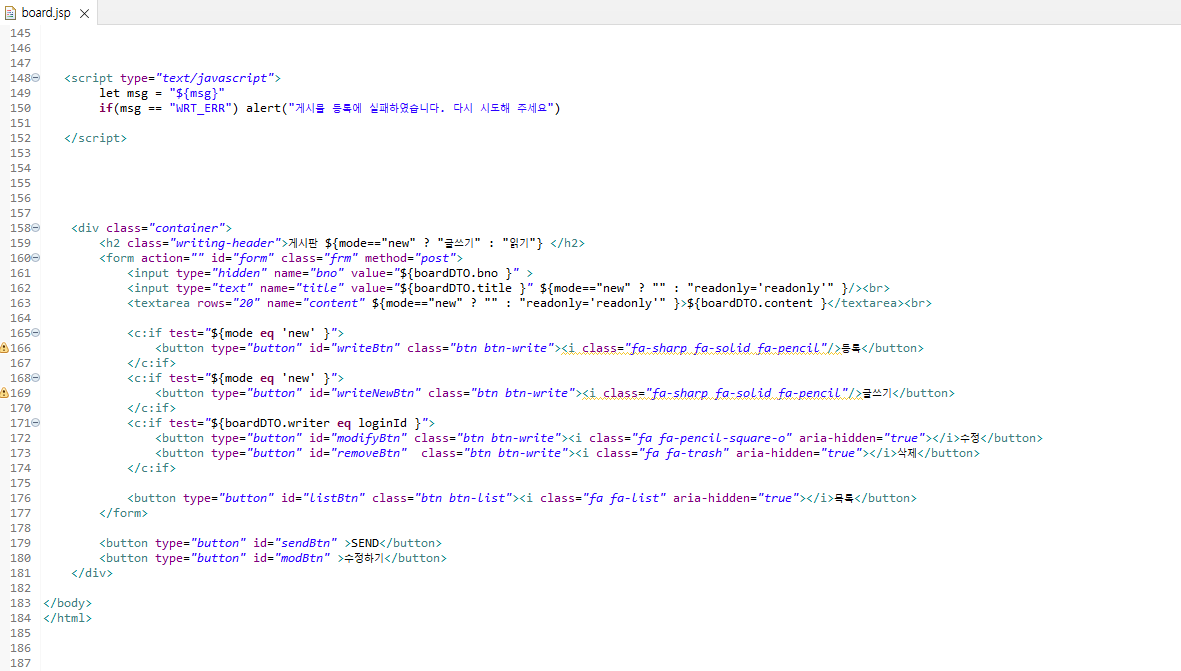 board.jsp
145
146
147
148 <script type="text/javascript">
149 let msg = "${msg}"
150 if(msg == "WRT_ERR") alert("게시물 등록에 실패하였습니다. 다시 시도해 주세요")
151
152 </script>
153
154
155
156
157
158 <div class="container">
159 <h2 class="writing-header">게시판 ${mode=="new" ? "글쓰기" : "읽기"} </h2>
160 <form action="" id="form" class="frm" method="post">
161 <input type="hidden" name="bno" value="${boardDTO.bno }" >
162 <input type="text" name="title" value="${boardDTO.title }" ${mode=="new" ? "" : "readonly='readonly'" }/><br>
163 <textarea rows="20" name="content" ${mode=="new" ? "" : "readonly='readonly'" }>${boardDTO.content }</textarea><br>
164
165 <c:if test="${mode eq 'new' }">
166 <button type="button" id="writeBtn" class="btn btn-write"><i class="fa-sharp fa-solid fa-pencil"/>등록</button>
167 </c:if>
168 <c:if test="${mode eq 'new' }">
169 <button type="button" id="writeNewBtn" class="btn btn-write"><i class="fa-sharp fa-solid fa-pencil"/>글쓰기</button>
170 </c:if>
171 <c:if test="${boardDTO.writer eq loginId }">
172 <button type="button" id="modifyBtn" class="btn btn-write"><i class="fa fa-pencil-square-o" aria-hidden="true"></i>수정</button>
173 <button type="button" id="removeBtn"  class="btn btn-write"><i class="fa fa-trash" aria-hidden="true"></i>삭제</button>
174 </c:if>
175
176 <button type="button" id="listBtn" class="btn btn-list"><i class="fa fa-list" aria-hidden="true"></i>목록</button>
177 </form>
178
179 <button type="button" id="sendBtn" >SEND</button>
180 <button type="button" id="modBtn" >수정하기</button>
181 </div>
182
183 </body>
184 </html>
185
186
187